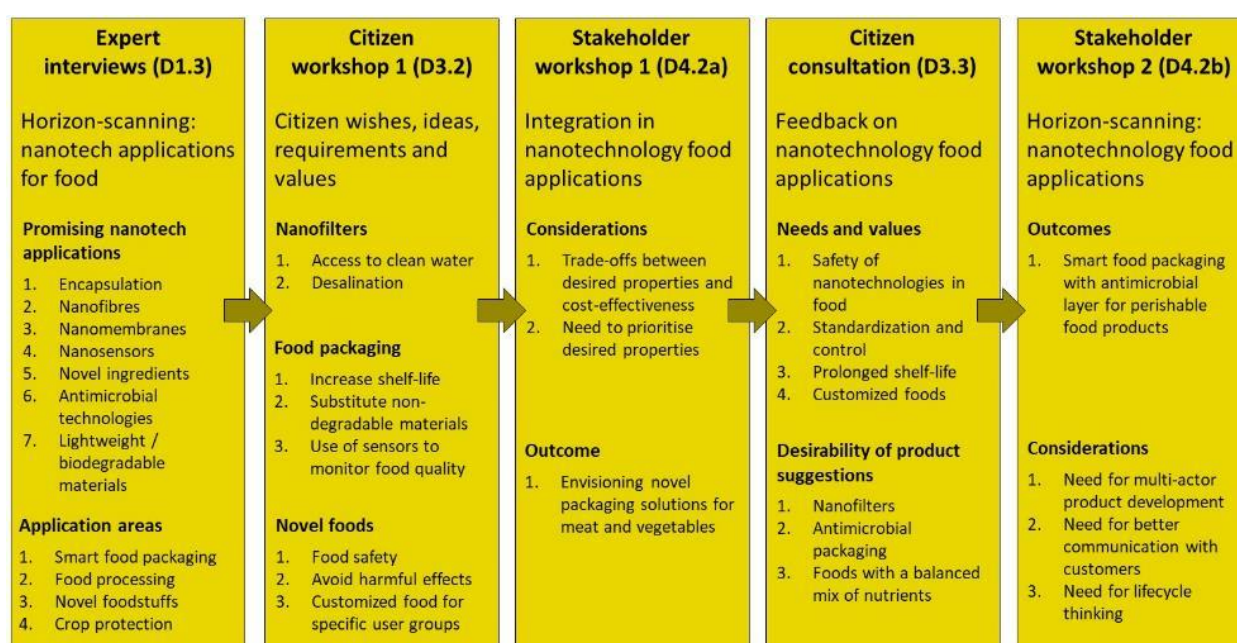 Expert
interviews (D1.3)
Horizon-scanning:
nanotech applications
for food
Promising nanotech
applications
1. Encapsulation
2. Nanofibres
3. Nanomembranes
4. Nanosensors
5. Novel ingredients
6. Antimicrobial
technologies
7. Lightweight /
biodegradable
materials
Application areas
1. Smart food packaging
2. Food processing
3. Novel foodstuffs
4. Crop protection
Citizen
workshop 1 (D3.2)
Citizen wishes, ideas,
requirements and
values
Nanofilters
1. Access to clean water
2. Desalination
Food packaging
1. Increase shelf-life
2. Substitute non-
degradable materials
3. Use of sensors to
monitor food quality
Novel foods
1. Food safety
2. Avoid harmful effects
3. Customized food for
specific user groups
Stakeholder
workshop 1 (D4.2a)
Integration in
nanotechnology food
applications
Considerations
1. Trade-offs between
desired properties and
cost-effectiveness
2. Need to prioritise
desired properties
Outcome
1. Envisioning novel
packaging solutions for
meat and vegetables
Citizen
consultation (D3.3)
Feedback on
nanotechnology food
applications
Needs and values
1. Safety of
nanotechnologies in
food
2. Standardization and
control
3. Prolonged shelf-life
4. Customized foods
Desirability of product
suggestions
1. Nanofilters
2. Antimicrobial
packaging
3. Foods with a balanced
mix of nutrients
Stakeholder
workshop 2 (D4.2b)
Horizon-scanning:
nanotechnology food
applications
Outcomes
1. Smart food packaging
with antimicrobial
layer for perishable
food products
Considerations
1. Need for multi-actor
product development
2. Need for better
communication with
customers
3. Need for lifecycle
thinking